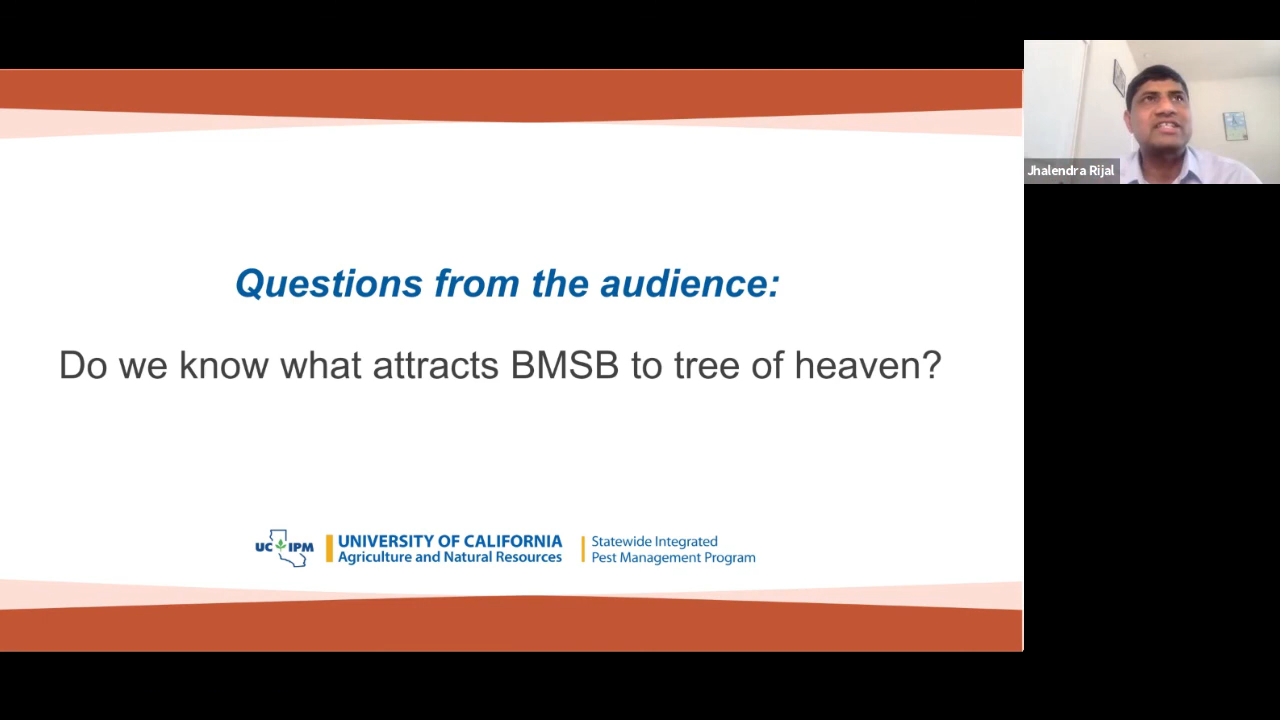 Jhalendra Rijal
Questions from the audience:
Do we know what attracts BMSB to tree of heaven?
UC IPM
UNIVERSITY OF CALIFORNIA
Agriculture and Natural Resources
Statewide Integrated
Pest Management Program